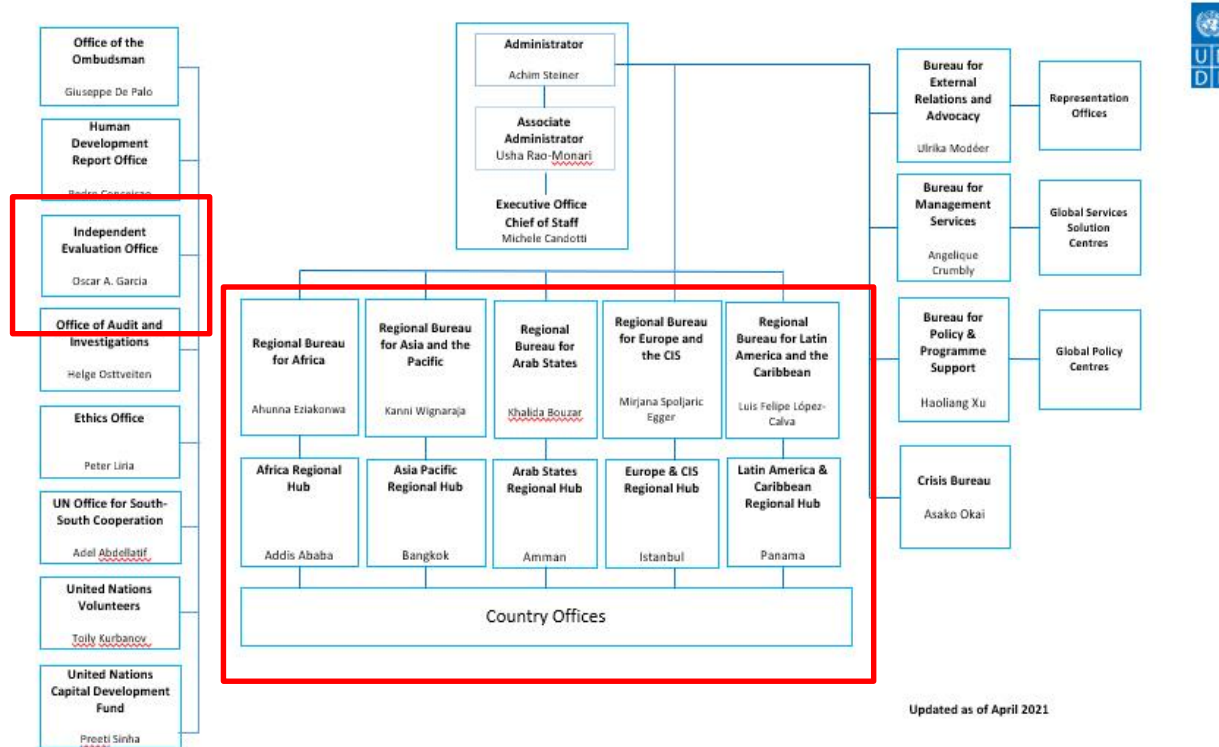 Office of the
Ombudsman
Giuseppe De Palo
Human
Development
Report Office
Independent
Evaluation Office
Oscar A. Garcia
Office of Audit and
Investigations
Helge Osttveiten
Ethics Office
Peter Liria
UN Office for South-
South Cooperation
Adel Abdellatif
United Nations
Volunteers
Toily Kurbanov
United Nations
Capital Development
Fund
Preeti Sinha
Administrator
Achim Steiner
Associate
Administrator
Usha Rao-Monari
Executive Office
Chief of Staff
Michele Candotti
Regional Bureau
for Africa
Ahunna Eziakonwa
Regional Bureau
for Asia and the
Pacific
Kanni Wignaraja
Regional
Bureau for
Arab States
Khalida Bouzar
Regional Bureau
for Europe and
the CIS
Mirjana Spoljaric
Egger
Regional
Bureau for Latin
America and the
Caribbean
Luis Felipe López-
Calva
Africa Regional
Hub
Addis Ababa
Asia Pacific
Regional Hub
Bangkok
Arab States
Regional Hub
Amman
Europe & CIS
Regional Hub
Istanbul
Latin America &
Caribbean
Regional Hub
Panama
Country Offices
Bureau for
External
Relations and
Advocacy
Ulrika Modéer
Representation
Offices
Bureau for
Management
Services
Angelique
Crumbly
Global Services
Solution
Centres
Bureau for
Policy &
Programme
Support
Haoliang Xu
Global Policy
Centres
Crisis Bureau
Asako Okai
Updated as of April 2021
U
D